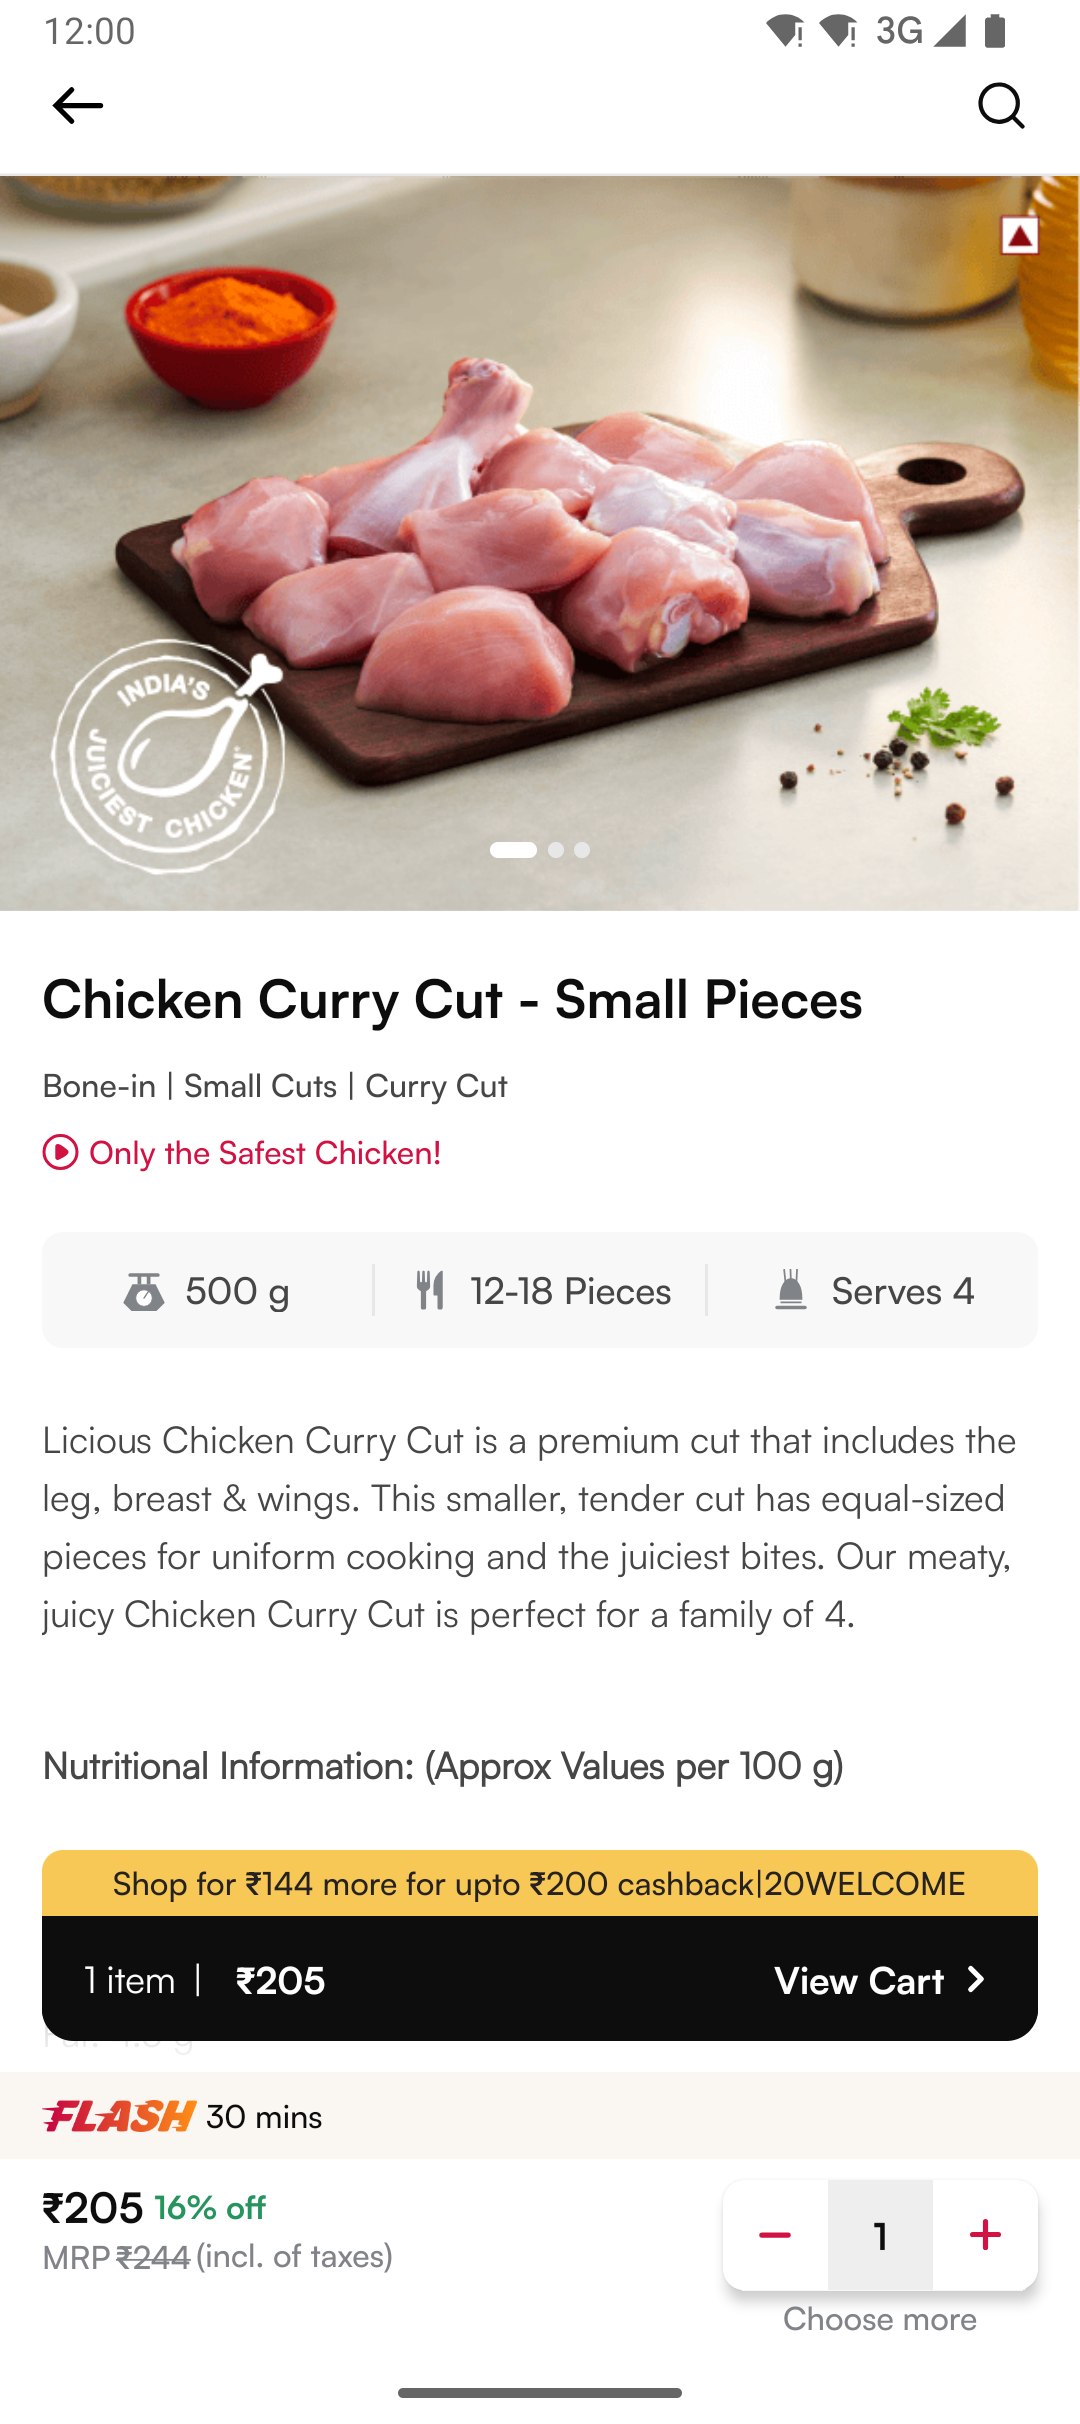 12:00
3G
INDIA'S
JUICIEST CHICKEN
Chicken Curry Cut - Small Pieces
Bone-in | Small Cuts | Curry Cut
Only the Safest Chicken!
500 g
12-18 Pieces
Serves 4
Licious Chicken Curry Cut is a premium cut that includes the
leg, breast & wings. This smaller, tender cut has equal-sized
pieces for uniform cooking and the juiciest bites. Our meaty,
juicy Chicken Curry Cut is perfect for a family of 4.
Nutritional Information: (Approx Values per 100 g)
Shop for ₹144 more for upto ₹200 cashback|20WELCOME
1 item | ₹205
View Cart
FLASH 30 mins
₹205 16% off
MRP ₹244 (incl. of taxes)
1
Choose more